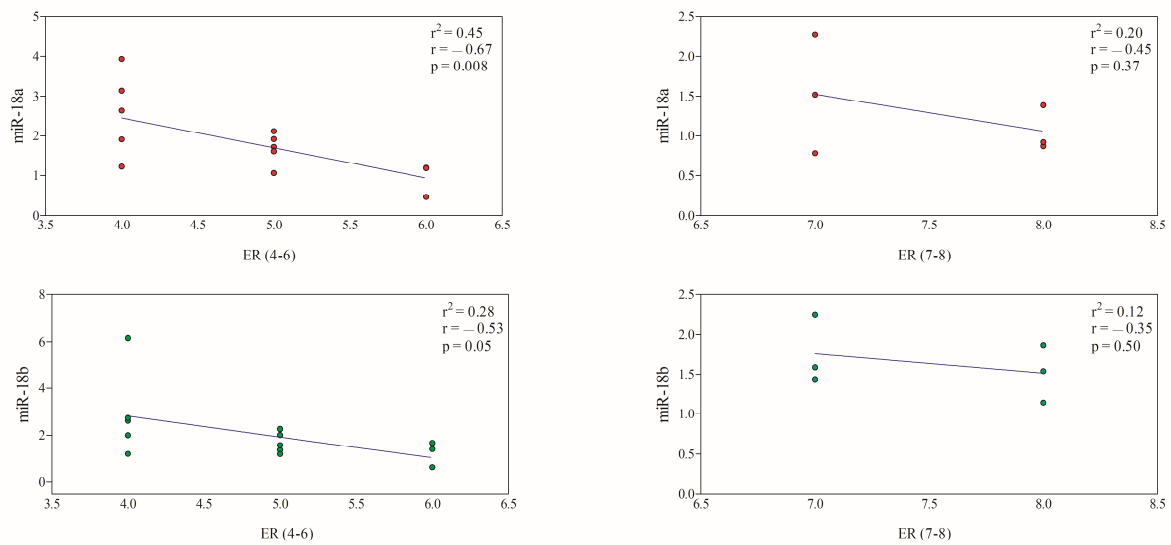 5
4
3
2
1
0
miR-18a
r² = 0.45
r = – 0.67
p = 0.008
3.5 4.0 4.5 5.0 5.5 6.0 6.5
ER (4-6)
2.5
2.0
1.5
1.0
0.5
0.0
miR-18a
r² = 0.20
r = – 0.45
p = 0.37
6.5 7.0 7.5 8.0 8.5
ER (7-8)
8
6
4
2
0
miR-18b
r² = 0.28
r = – 0.53
p = 0.05
3.5 4.0 4.5 5.0 5.5 6.0 6.5
ER (4-6)
2.5
2.0
1.5
1.0
0.5
0.0
miR-18b
r² = 0.12
r = – 0.35
p = 0.50
6.5 7.0 7.5 8.0 8.5
ER (7-8)